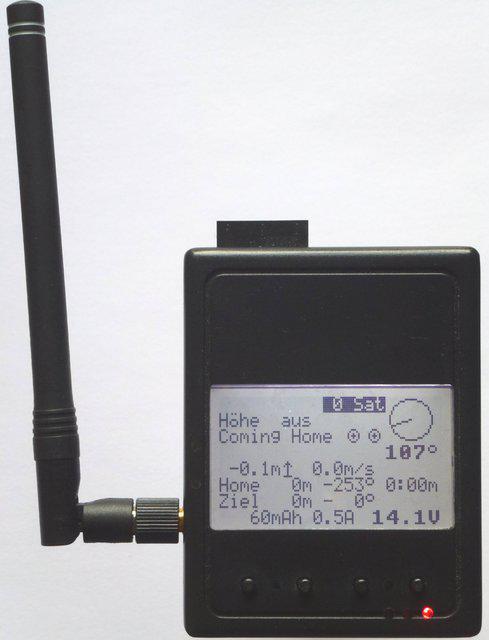 0 Sat
Höhe aus
Coming Home
107°
-0.1m↑ 0.0m/s
Home 0m -253° 0:00m
Ziel 0m - 0°
60mAh 0.5A 14.1V